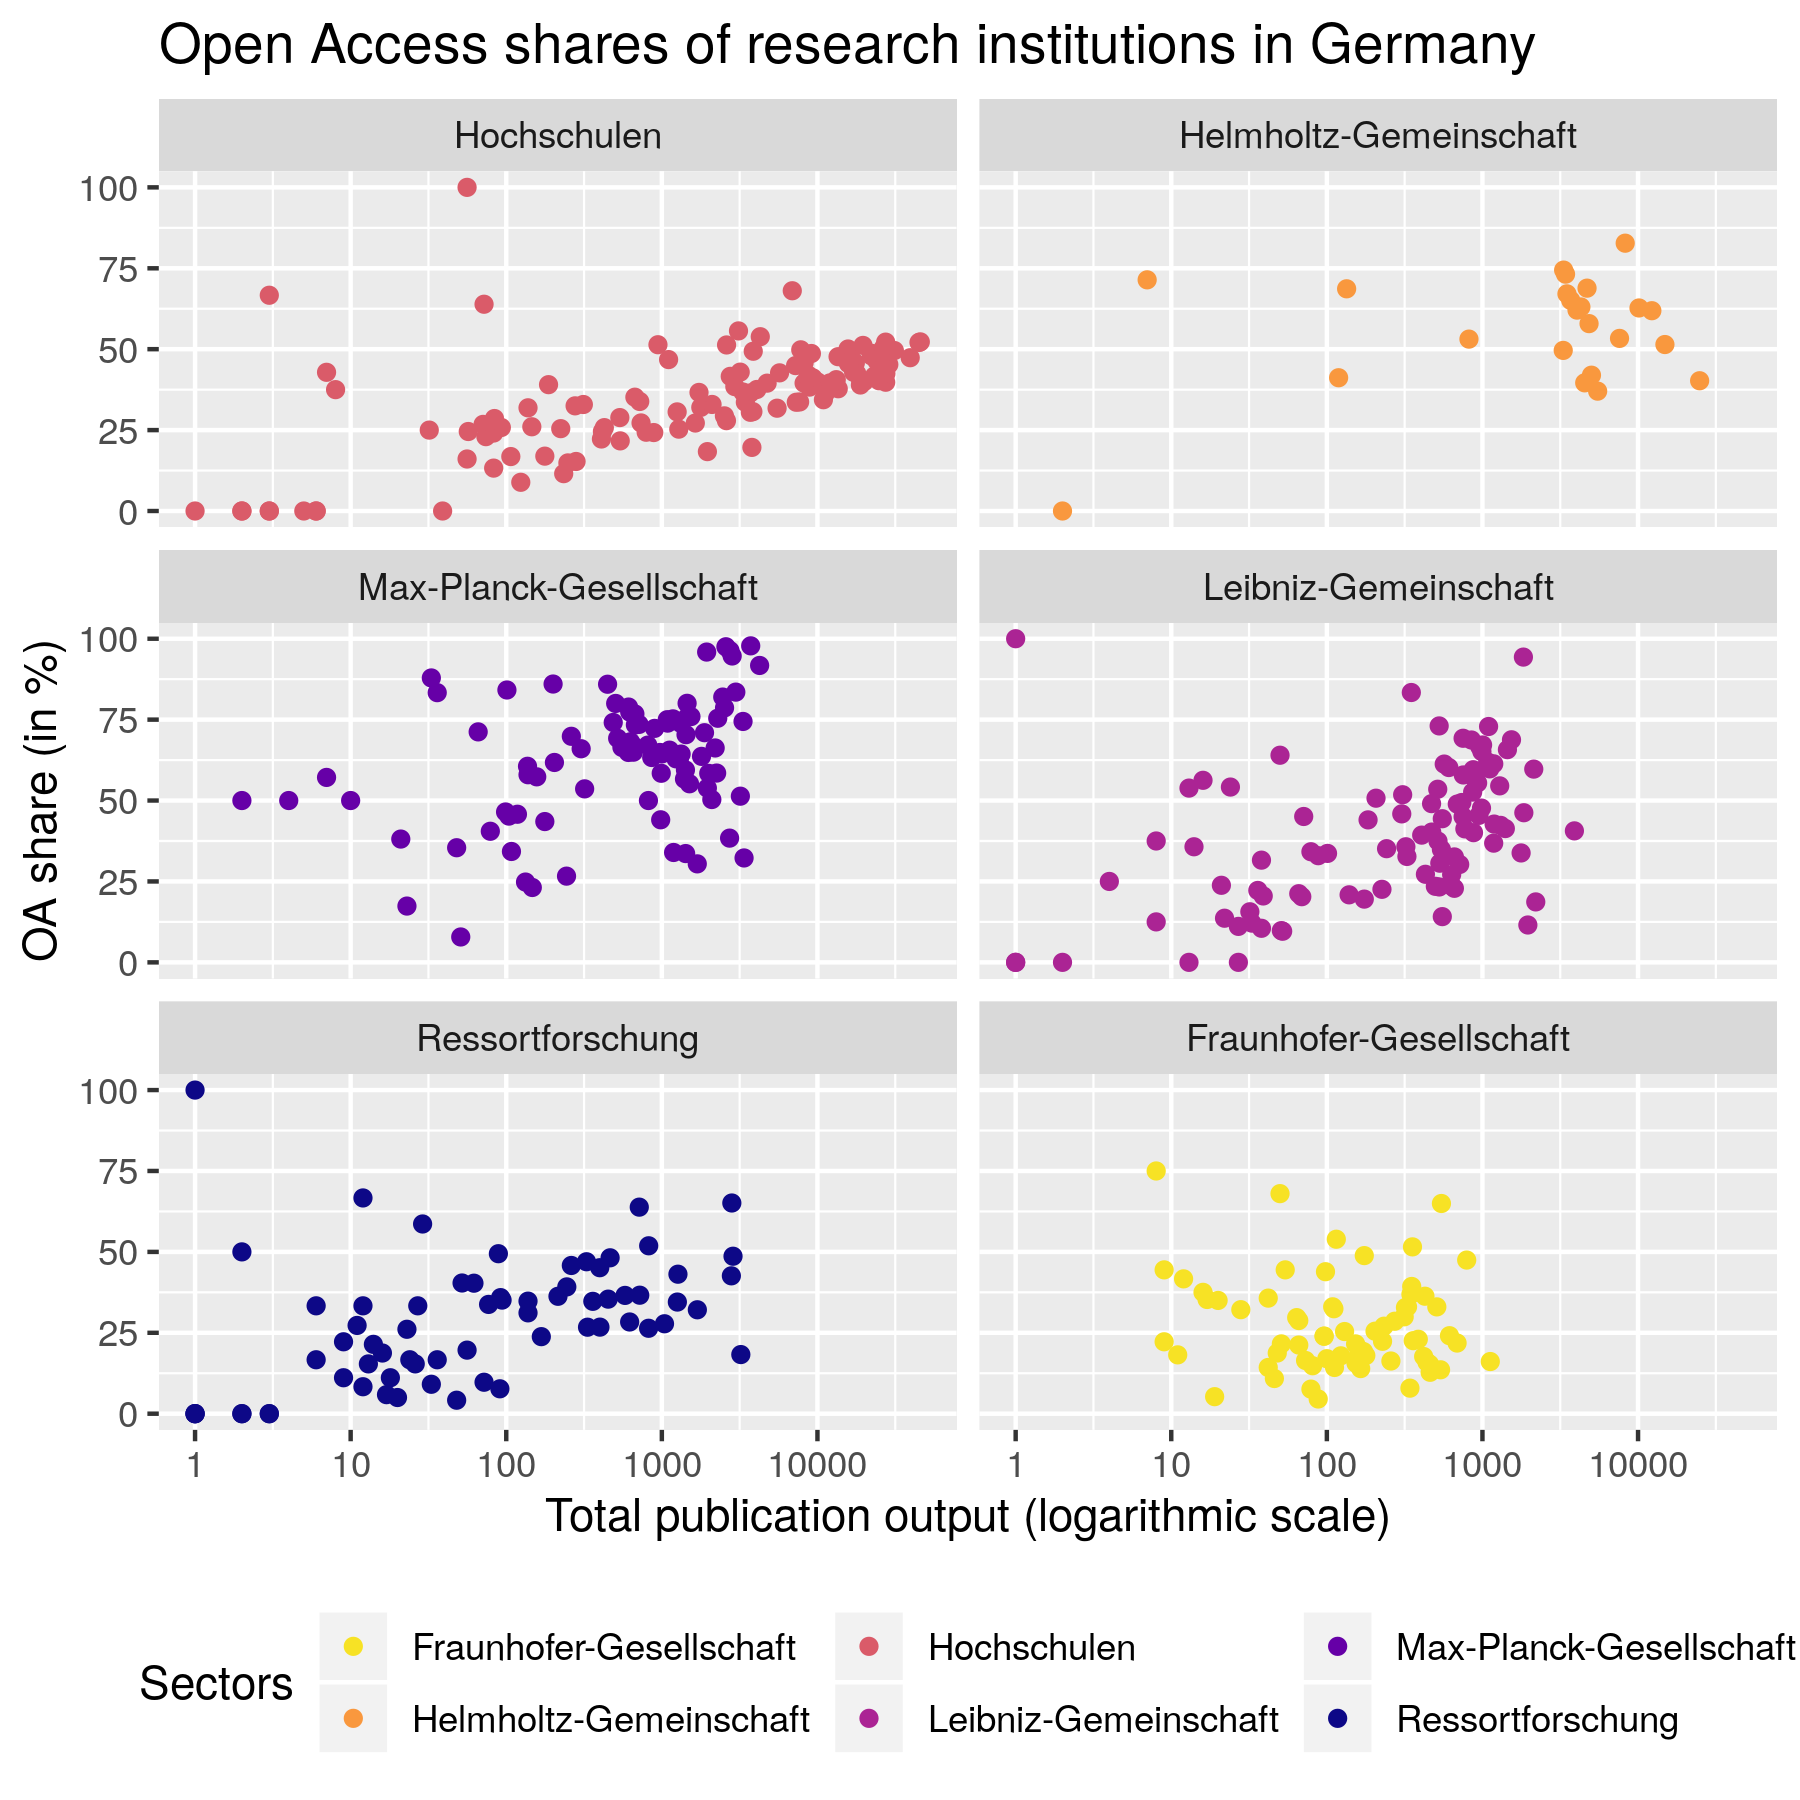 Open Access shares of research institutions in Germany
Hochschulen
Helmholtz-Gemeinschaft
100
75
50
25
0
Max-Planck-Gesellschaft
Leibniz-Gemeinschaft
100
75
50
25
0
OA share (in %)
Ressortforschung
Fraunhofer-Gesellschaft
100
75
50
25
0
1 10 100 1000 10000
1 10 100 1000 10000
Total publication output (logarithmic scale)
Sectors
Fraunhofer-Gesellschaft
Hochschulen
Max-Planck-Gesellschaft
Helmholtz-Gemeinschaft
Leibniz-Gemeinschaft
Ressortforschung